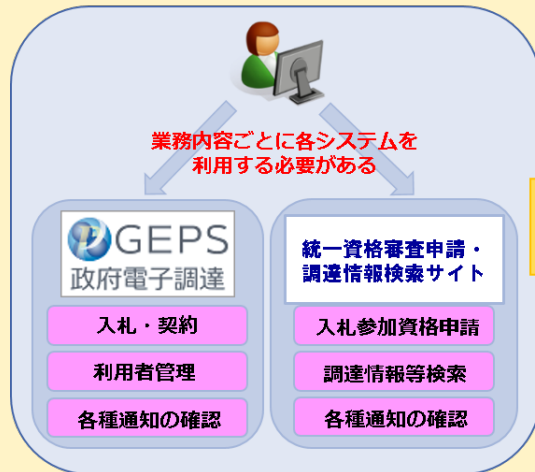 業務内容ごとに各システムを
利用する必要がある
GEPS
政府電子調達
入札・契約
利用者管理
各種通知の確認
統一資格審査申請・
調達情報検索サイト
入札参加資格申請
調達情報等検索
各種通知の確認